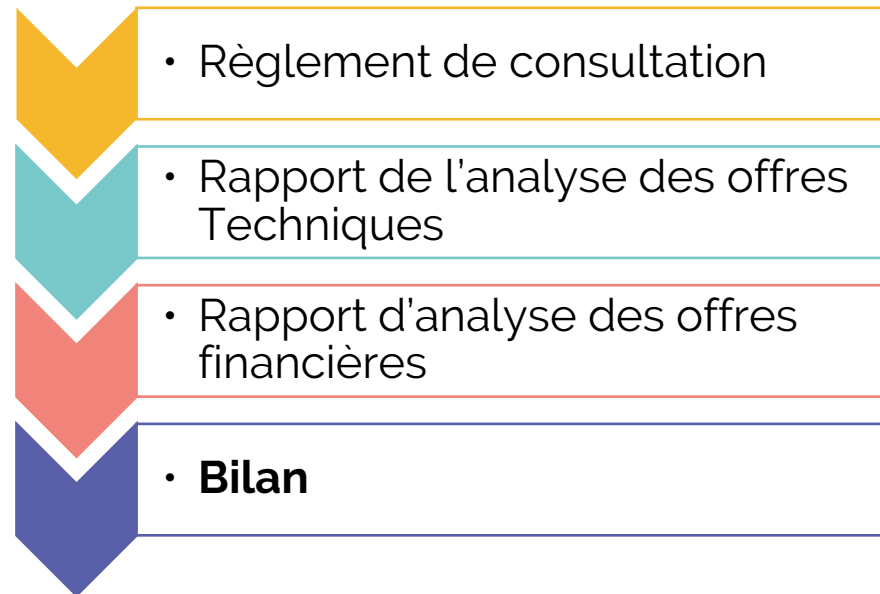 • Règlement de consultation
• Rapport de l’analyse des offres
Techniques
• Rapport d’analyse des offres
financières
• Bilan